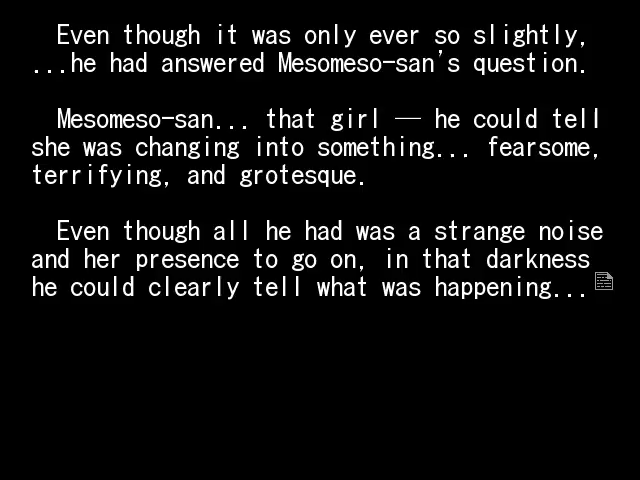 Even though it was only ever so slightly,
...he had answered Mesomeso-san's question.
Mesomeso-san... that girl — he could tell
she was changing into something... fearsome,
terrifying, and grotesque.
Even though all he had was a strange noise
and her presence to go on, in that darkness
he could clearly tell what was happening...